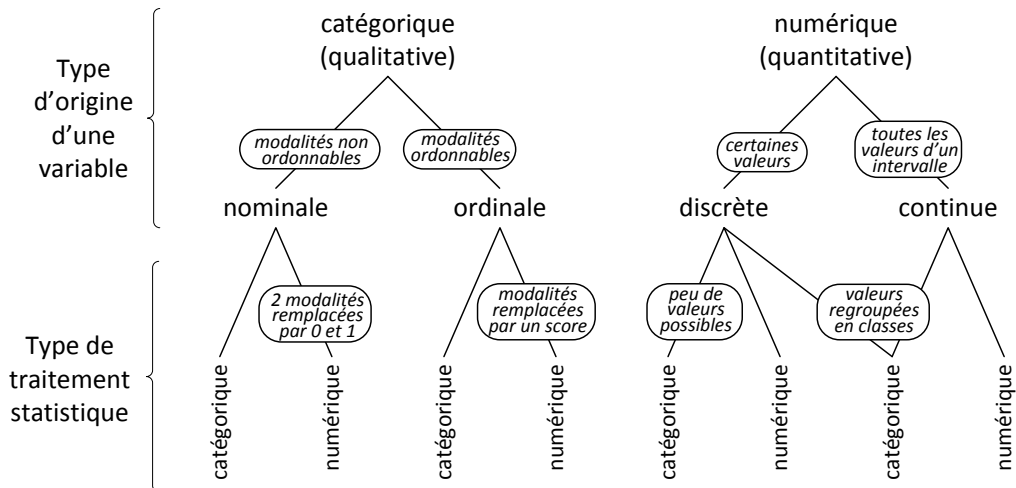 catégorique
(qualitative)
numérique
(quantitative)
Type
d’origine
d’une
variable
modalités non
ordonnables
modalités
ordonnables
certaines
valeurs
toutes les
valeurs d’un
intervalle
nominale
ordinale
discrète
continue
2 modalités
remplacées
par 0 et 1
modalités
remplacées
par un score
peu de
valeurs
possibles
valeurs
regroupées
en classes
Type de
traitement
statistique
catégorique
numérique
catégorique
numérique
catégorique
numérique
catégorique
numérique